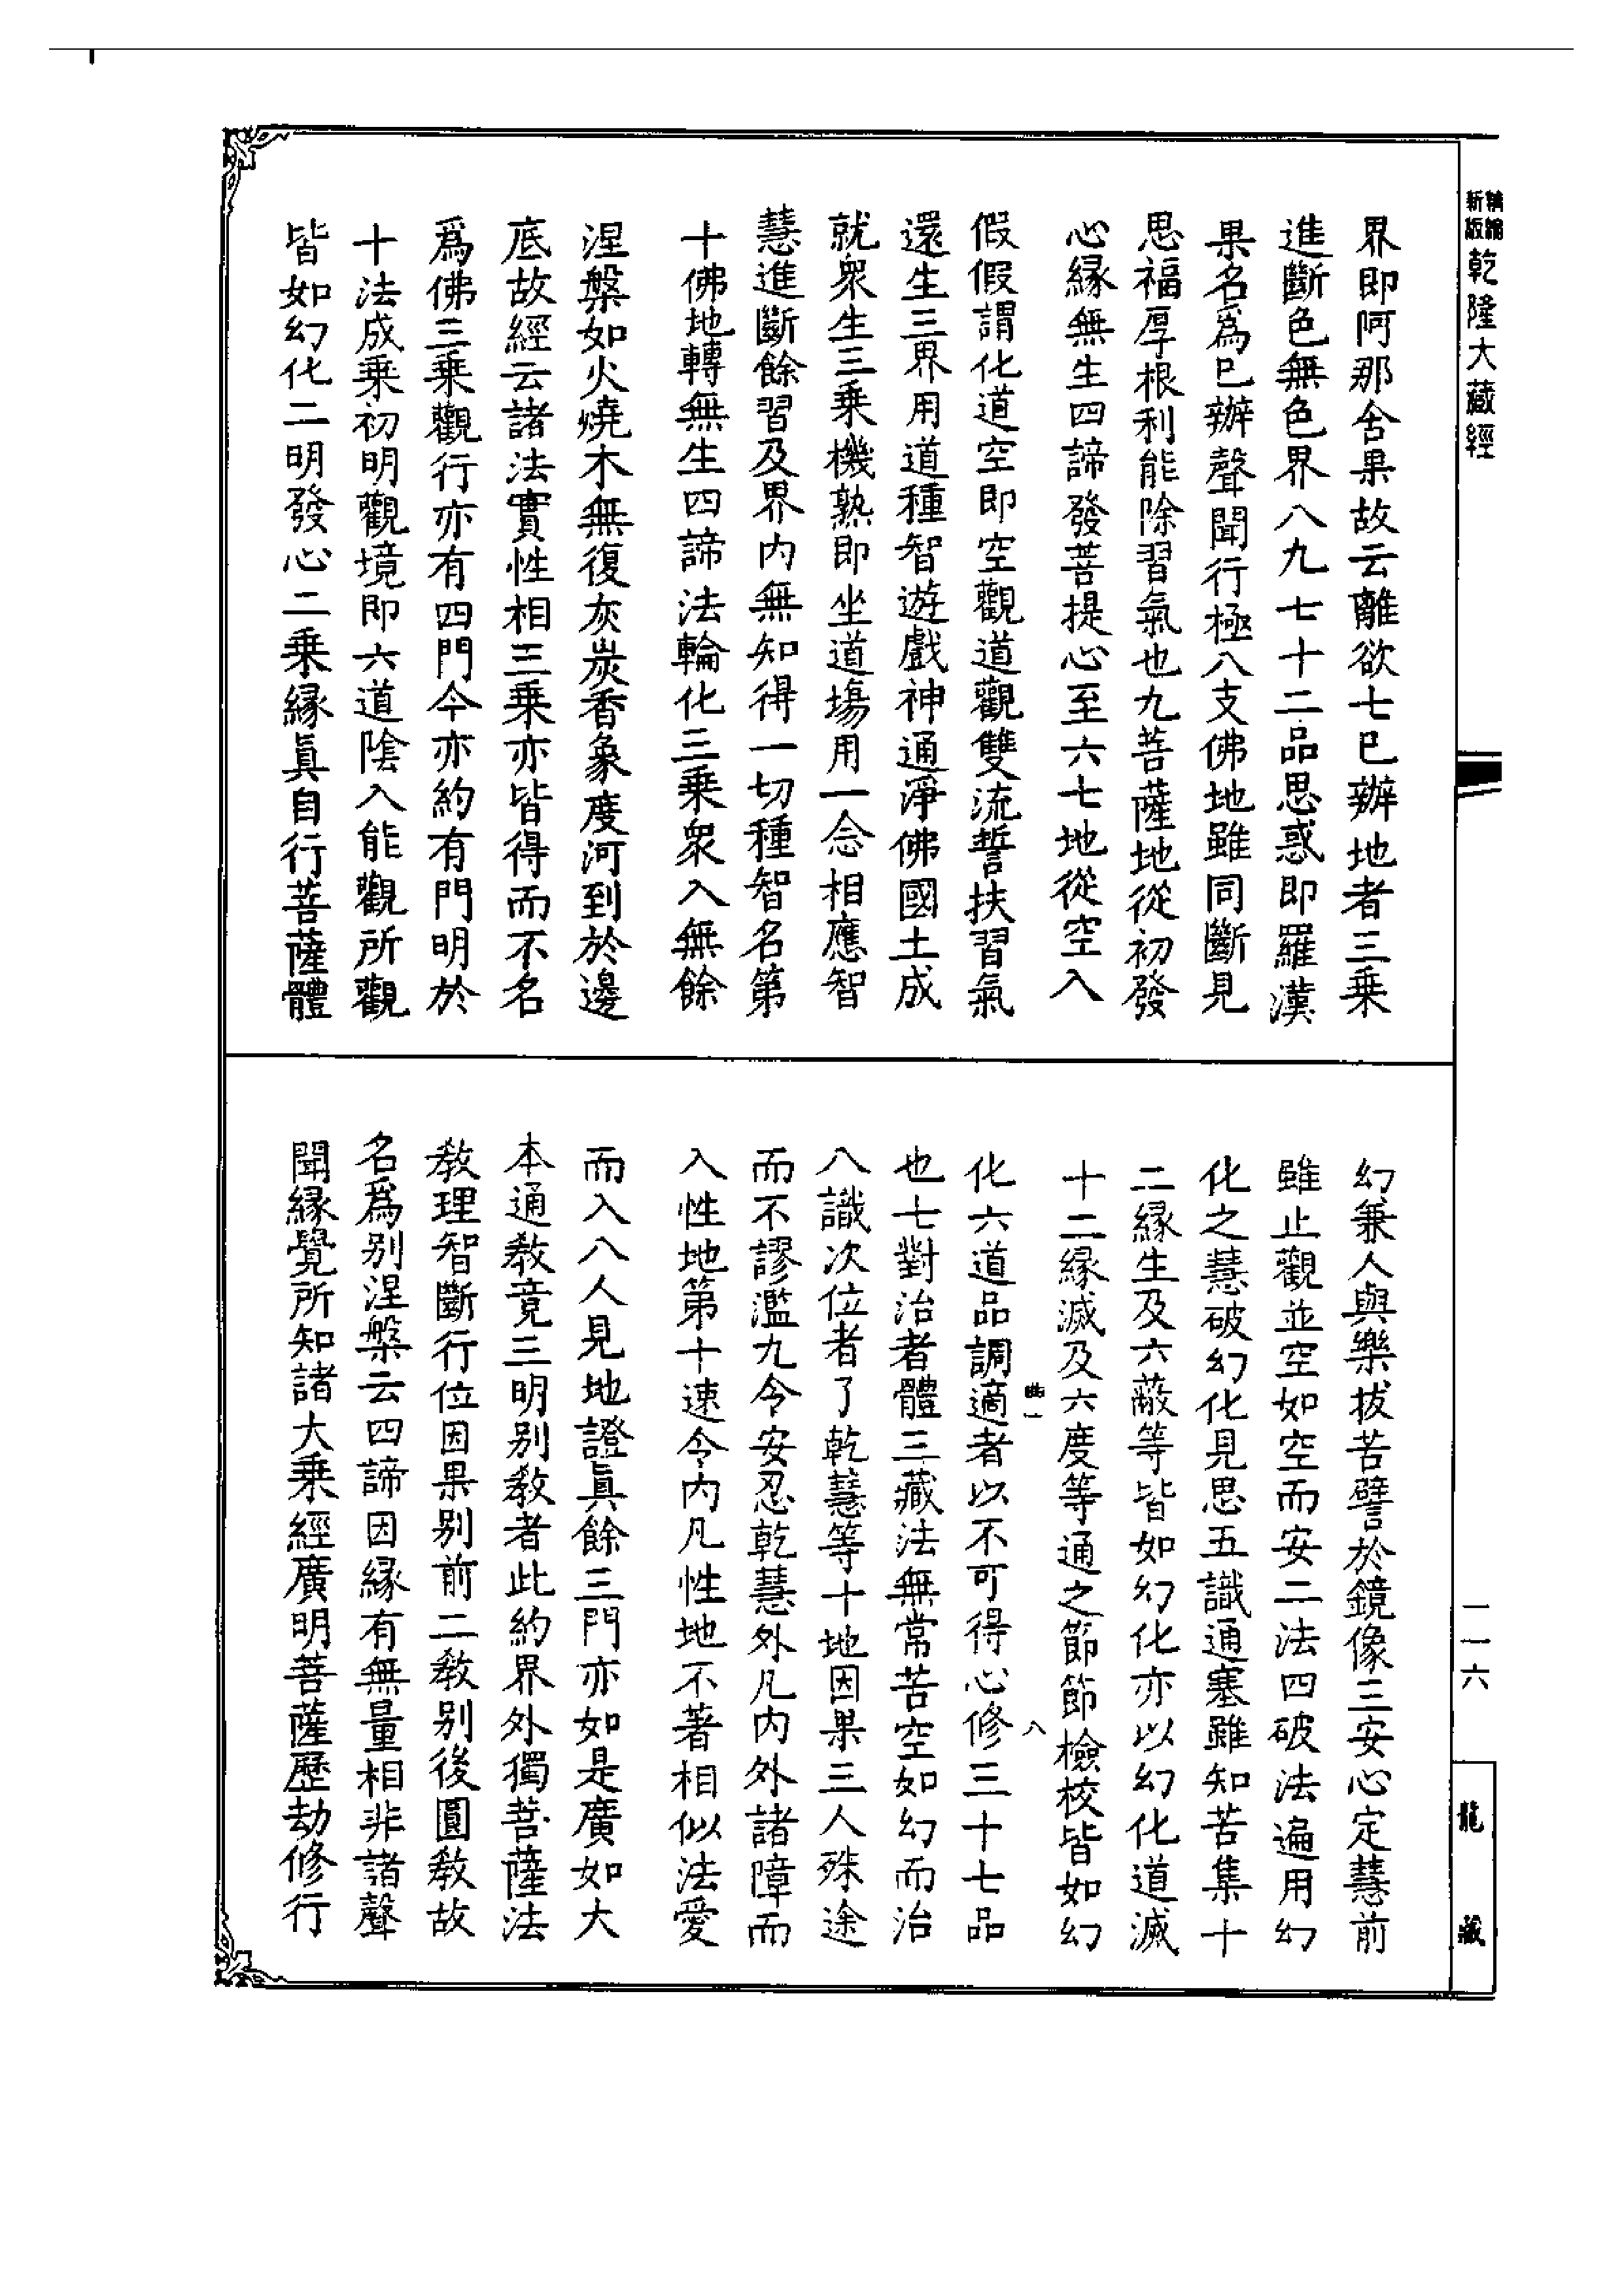 新版
精編
乾隆大藏經
界即阿那含果故云離欲七巳辦地者三乗
進斷色無色界八九七十二品思惑即羅漢
果名爲巳辦聲聞行極八支佛地雖同斷見
思福厚根利能除習氣也九菩薩地從初發
心緣無生四諦發菩提心至六七地從空入
假假謂化道空即空觀道觀雙流誓扶習氣
還生三界用道種智遊戲神通淨佛國土成
就衆生三乗機熟即坐道場用一念相應智
慧進斷餘習及界内無知得一切種智名第
十佛地轉無生四諦法輪化三乗衆入無餘
涅槃如火燒木無復灰炭香象度河到於邊
底故經云諸法實性相三乗亦皆得而不名
爲佛三乗觀行亦有四門今亦約有門明於
十法成乗初明觀境即六道陰入能觀所觀
皆如幻化二明發心二乗緣眞自行菩薩體
幻兼人與樂拔苦譬於鏡像三安心定慧前
雖止觀並空如空而安二法四破法遍用幻
化之慧破幻化見思五識通塞雖知苦集十
二緣生及六蔽等皆如幻化亦以幻化道滅
十二緣滅及六度等通之節節檢校皆如幻
曲一 八
化六道品調適者以不可得心修三十七品
也七對治者體三藏法無常苦空如幻而治
八識次位者了乾慧等十地因果三人殊途
而不謬濫九令安忍乾慧外凡内外諸障而
入性地第十速令内凡性地不著相似法愛
而入八人見地證眞餘三門亦如是廣如大
本通教竟三明別教者此約界外獨菩薩法
教理智斷行位因果別前二教別後圓教故
名爲別涅槃云四諦因緣有無量相非諸聲
聞緣覺所知諸大乗經廣明菩薩歷劫修行
一一六
龍藏